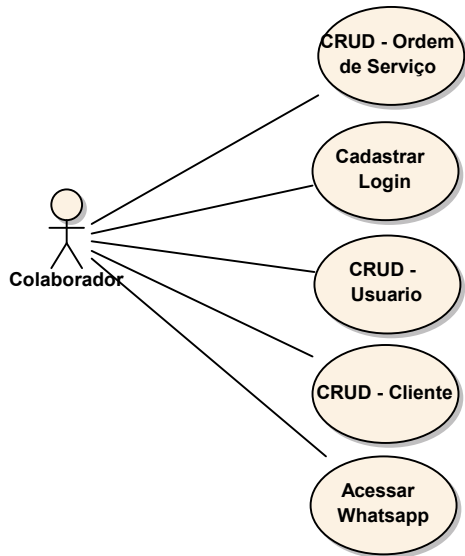 CRUD - Ordem
de Serviço
Cadastrar
Login
Colaborador
CRUD -
Usuario
CRUD - Cliente
Acessar
Whatsapp